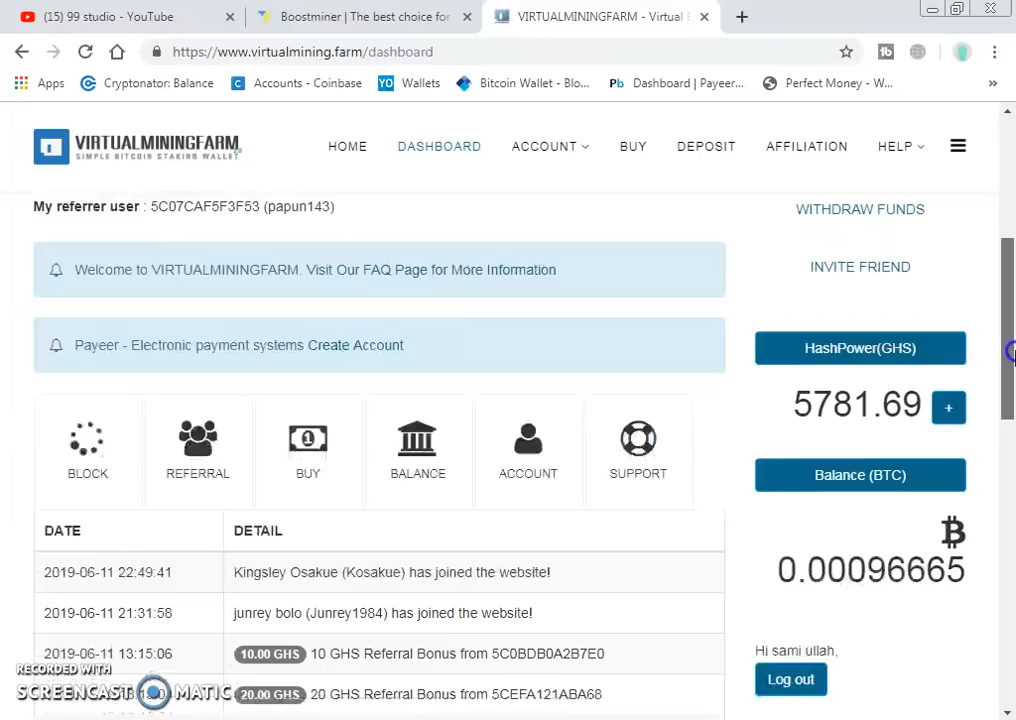 (15) 99 studio - YouTube
Boostminer | The best choice for
VIRTUALMININGFARM - Virtual
https://www.virtualmining.farm/dashboard
Apps
Cryptonator: Balance
Accounts - Coinbase
YO Wallets
Bitcoin Wallet - Blo...
Pb Dashboard | Payeer...
Perfect Money - W...
VIRTUALMININGFARM
SIMPLE BITCOIN STAKING WALLET
HOME
DASHBOARD
ACCOUNT
BUY
DEPOSIT
AFFILIATION
HELP
My referrer user : 5C07CAF5F3F53 (papun143)
WITHDRAW FUNDS
Welcome to VIRTUALMININGFARM. Visit Our FAQ Page for More Information
INVITE FRIEND
Payeer - Electronic payment systems Create Account
HashPower(GHS)
5781.69 +
BLOCK
REFERRAL
BUY
BALANCE
ACCOUNT
SUPPORT
Balance (BTC)
0.00096665
DATE DETAIL
2019-06-11 22:49:41 Kingsley Osakue (Kosakue) has joined the website!
2019-06-11 21:31:58 junrey bolo (Junrey1984) has joined the website!
2019-06-11 13:15:06 10.00 GHS 10 GHS Referral Bonus from 5C0BDB0A2B7E0
20.00 GHS 20 GHS Referral Bonus from 5CEFA121ABA68
Hi sami ullah,
Log out
RECORDED WITH
SCREENCAST MATIC